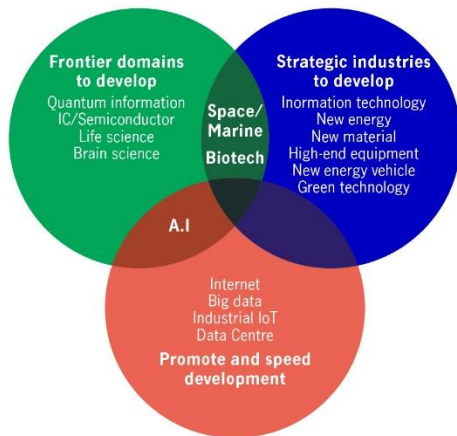 Frontier domains
to develop
Quantum information
IC/Semiconductor
Life science
Brain science
Space/
Marine
Biotech
Strategic industries
to develop
Inormation technology
New energy
New material
High-end equipment
New energy vehicle
Green technology
A.I
Internet
Big data
Industrial IoT
Data Centre
Promote and speed
development